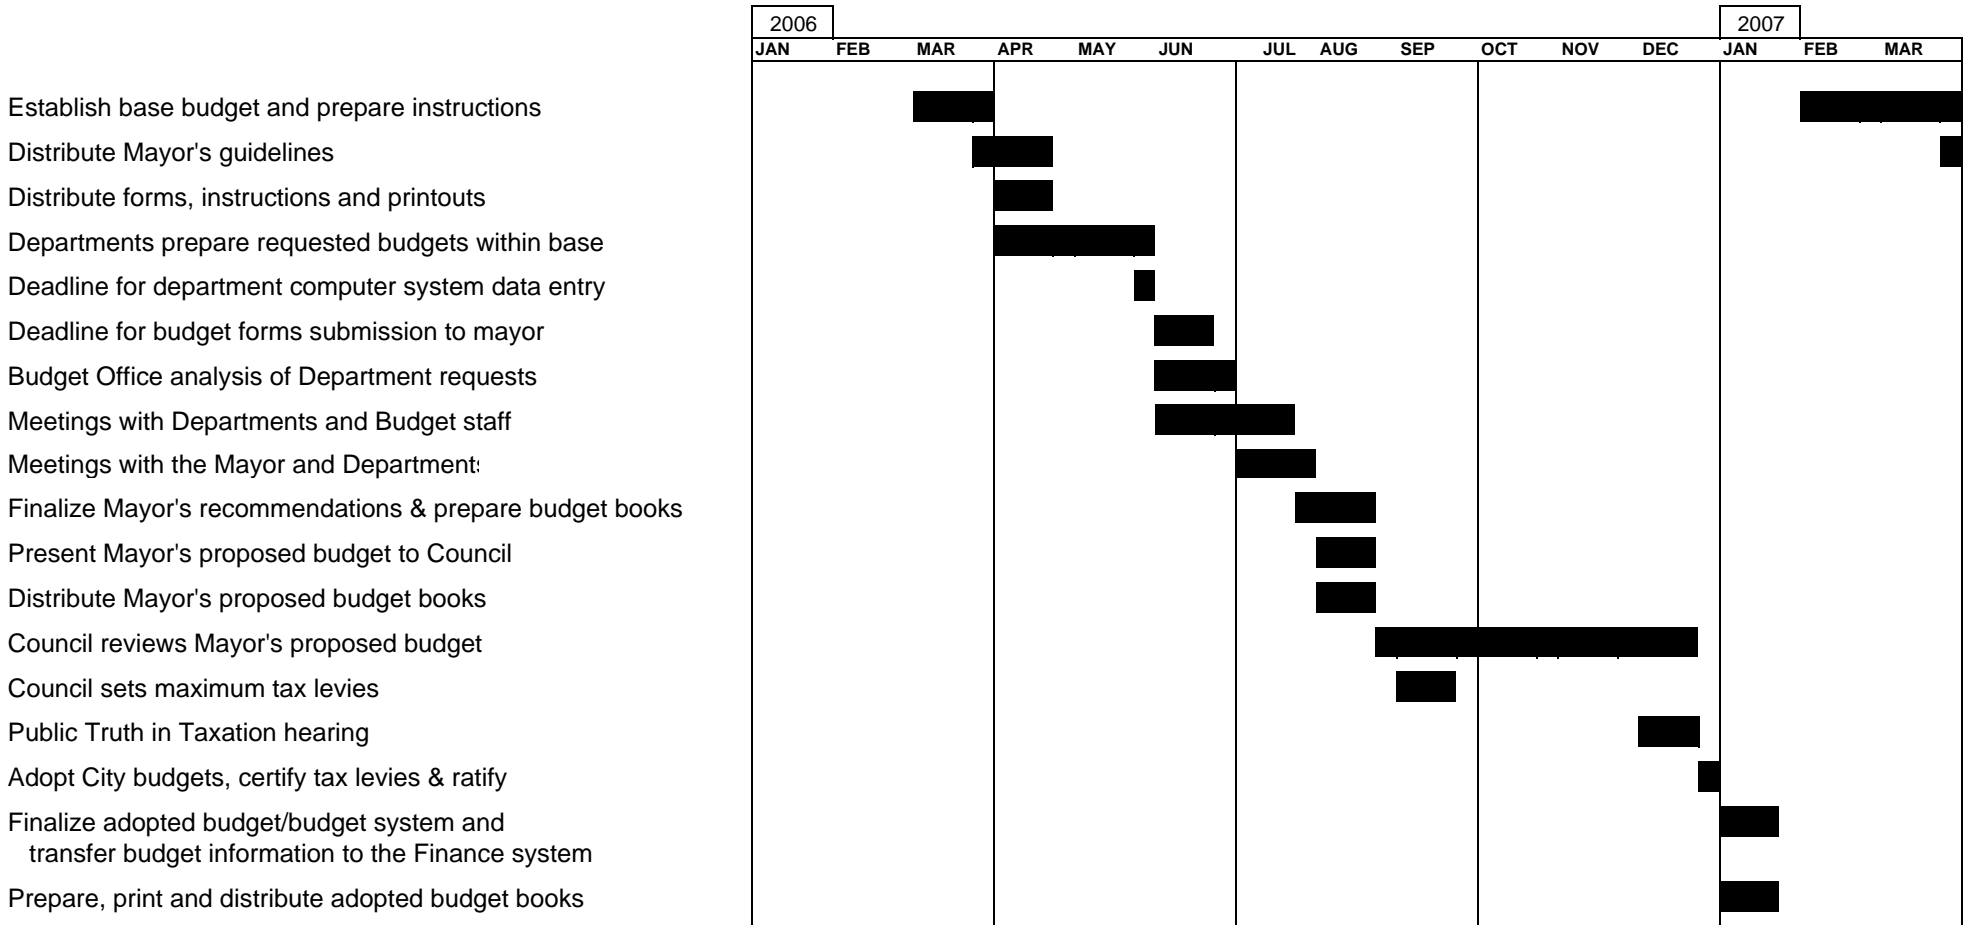 2006 2007
JAN FEB MAR APR MAY JUN JUL AUG SEP OCT NOV DEC JAN FEB MAR
Establish base budget and prepare instructions
Distribute Mayor's guidelines
Distribute forms, instructions and printouts
Departments prepare requested budgets within base
Deadline for department computer system data entry
Deadline for budget forms submission to mayor
Budget Office analysis of Department requests
Meetings with Departments and Budget staff
Meetings with the Mayor and Departments
Finalize Mayor's recommendations & prepare budget books
Present Mayor's proposed budget to Council
Distribute Mayor's proposed budget books
Council reviews Mayor's proposed budget
Council sets maximum tax levies
Public Truth in Taxation hearing
Adopt City budgets, certify tax levies & ratify
Finalize adopted budget/budget system and
transfer budget information to the Finance system
Prepare, print and distribute adopted budget books